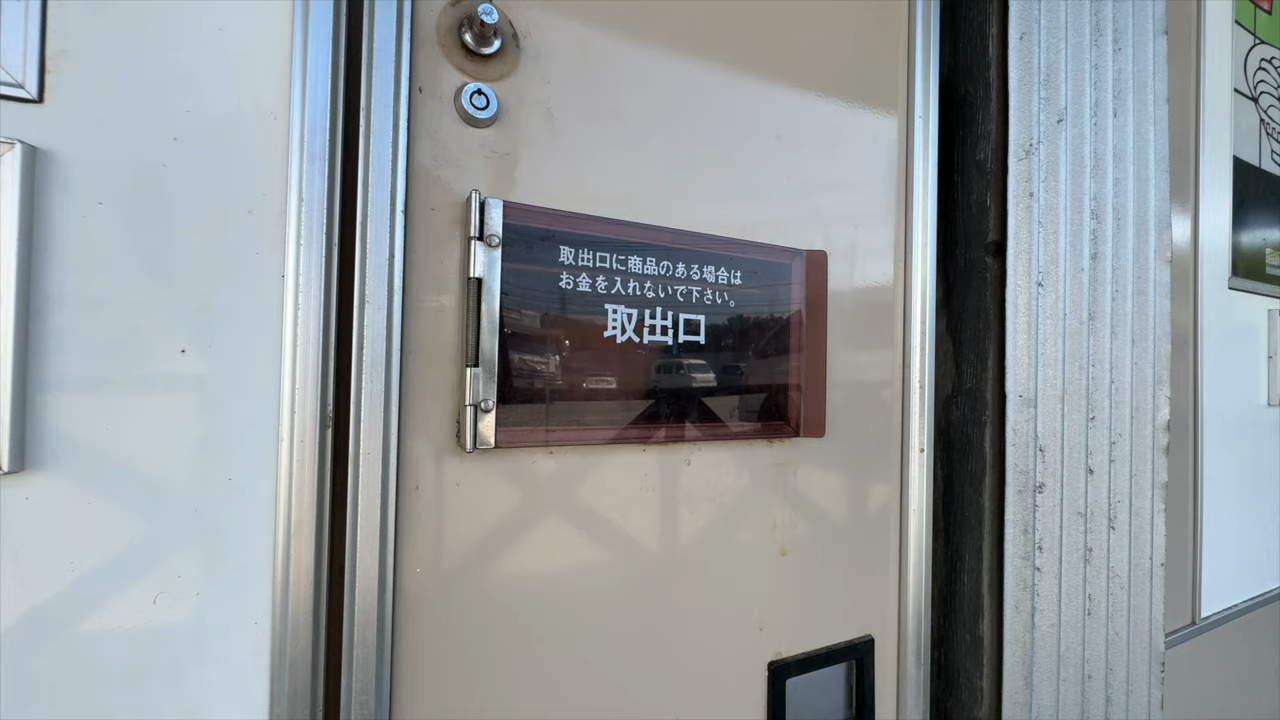 取出口に商品のある場合は
お金を入れないで下さい。
取出口